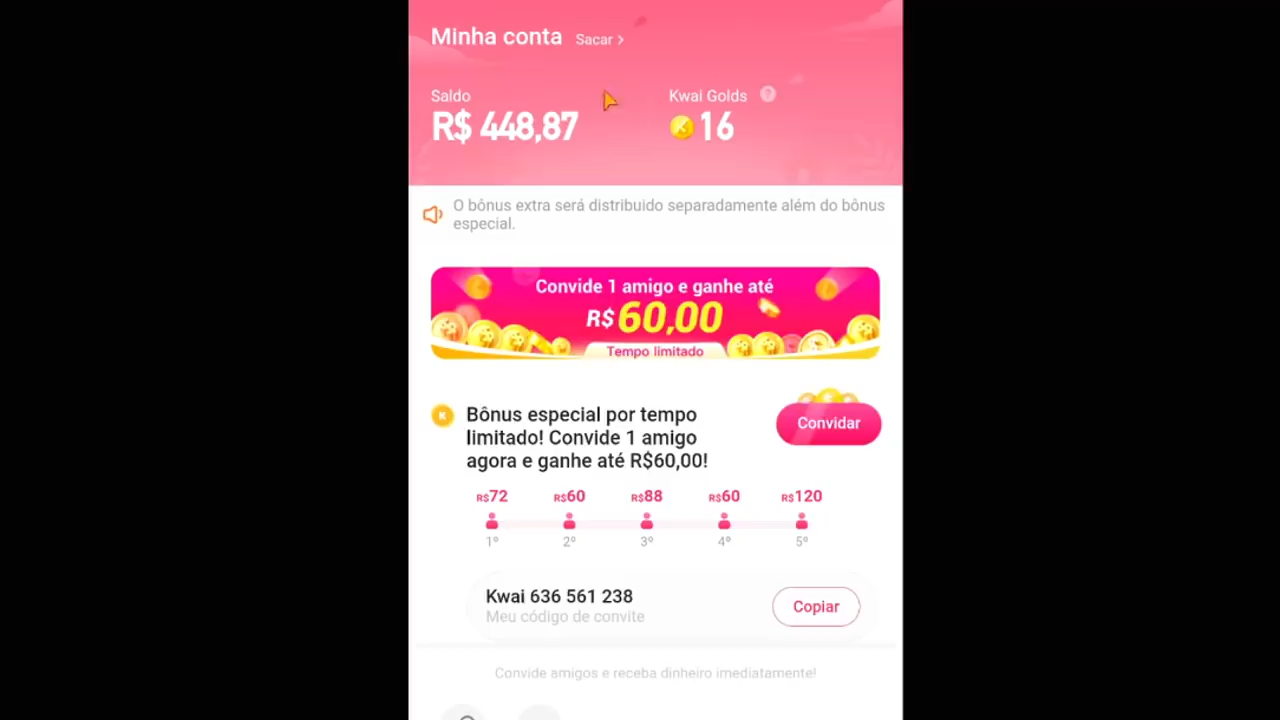 Minha conta Sacar >
Saldo
Kwai Golds ?
R$ 448,87
16
O bônus extra será distribuido separadamente além do bônus
especial.
Convide 1 amigo e ganhe até
R$ 60,00
Tempo limitado
Bônus especial por tempo
limitado! Convide 1 amigo
agora e ganhe até R$60,00!
Convidar
R$72 R$60 R$88 R$60 R$120
1º 2º 3º 4º 5º
Kwai 636 561 238
Meu código de convite
Copiar
Convide amigos e receba dinheiro imediatamente!